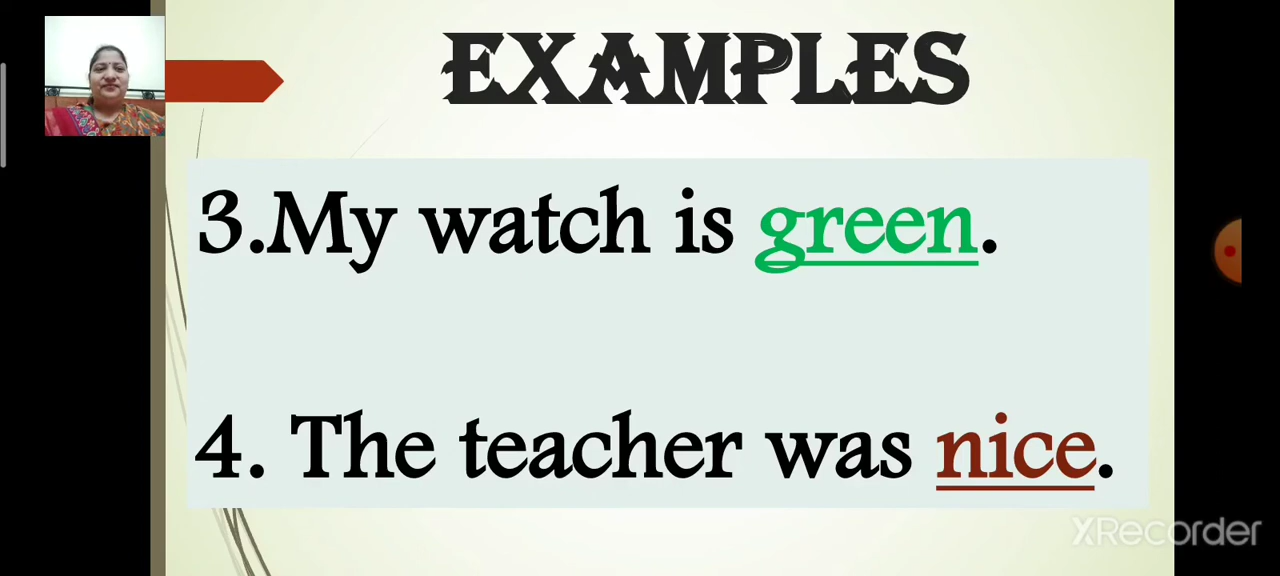 EXAMPLES
3.My watch is green.
4. The teacher was nice.
XRecorder